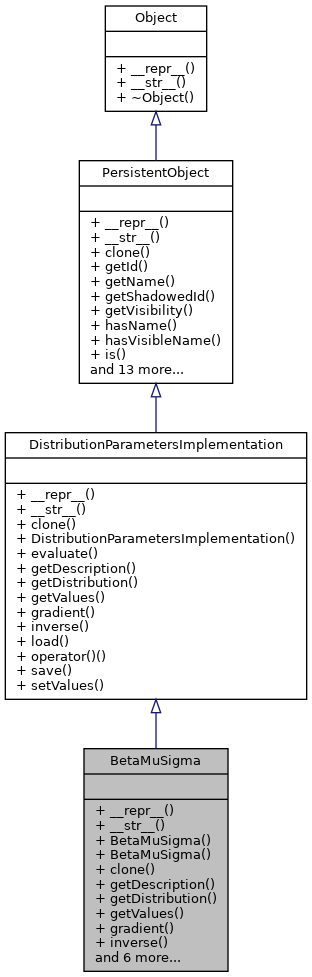 Object
+ __repr__()
+ __str__()
+ ~Object()
PersistentObject
+ __repr__()
+ __str__()
+ clone()
+ getId()
+ getName()
+ getShadowedId()
+ getVisibility()
+ hasName()
+ hasVisibleName()
+ is()
and 13 more...
DistributionParametersImplementation
+ __repr__()
+ __str__()
+ clone()
+ DistributionParametersImplementation()
+ evaluate()
+ getDescription()
+ getDistribution()
+ getValues()
+ gradient()
+ inverse()
+ load()
+ operator()()
+ save()
+ setValues()
BetaMuSigma
+ __repr__()
+ __str__()
+ BetaMuSigma()
+ BetaMuSigma()
+ clone()
+ getDescription()
+ getDistribution()
+ getValues()
+ gradient()
+ inverse()
and 6 more...